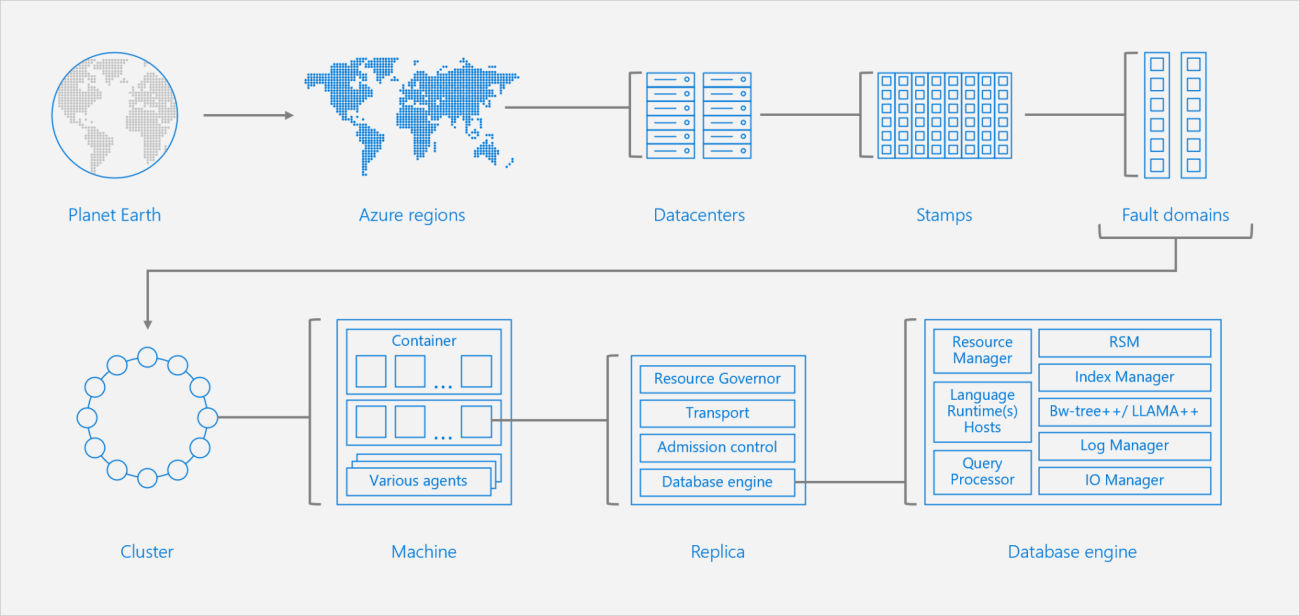 Planet Earth
Azure regions
Datacenters
Stamps
Fault domains
Container
...
...
Various agents
Resource Governor
Transport
Admission control
Database engine
Resource
Manager
Language
Runtime(s)
Hosts
Query
Processor
RSM
Index Manager
Bw-tree++/ LLAMA++
Log Manager
IO Manager
Cluster
Machine
Replica
Database engine